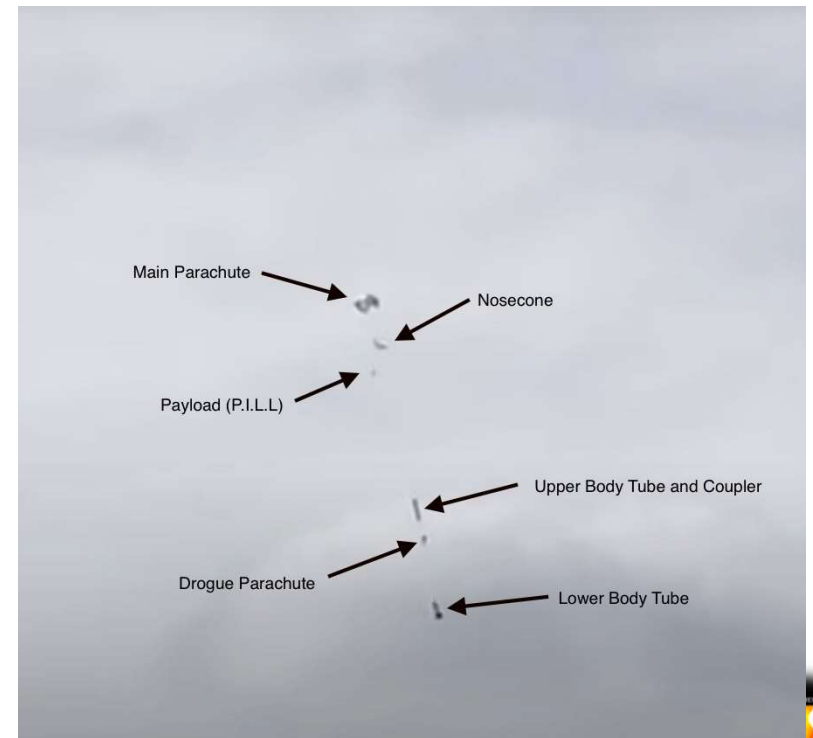 Main Parachute
Nosecone
Payload (P.I.L.L)
Upper Body Tube and Coupler
Drogue Parachute
Lower Body Tube